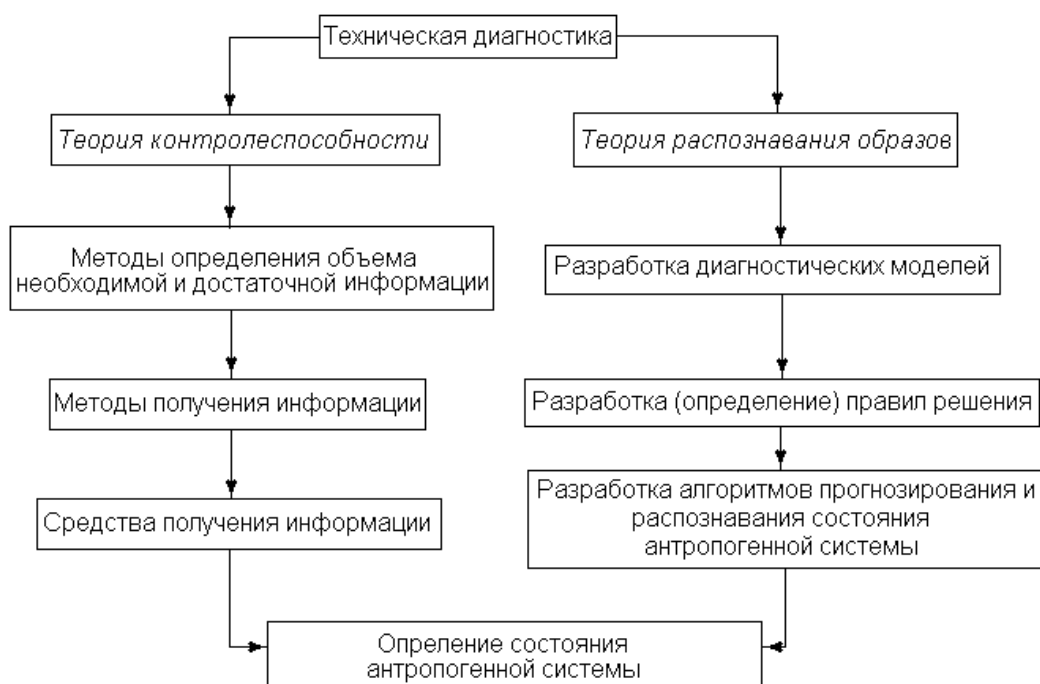 Техническая диагностика
Теория контролеспособности
Теория распознавания образов
Методы определения объема
необходимой и достаточной информации
Разработка диагностических моделей
Методы получения информации
Разработка (определение) правил решения
Средства получения информации
Разработка алгоритмов прогнозирования и
распознавания состояния
антропогенной системы
Опреление состояния
антропогенной системы